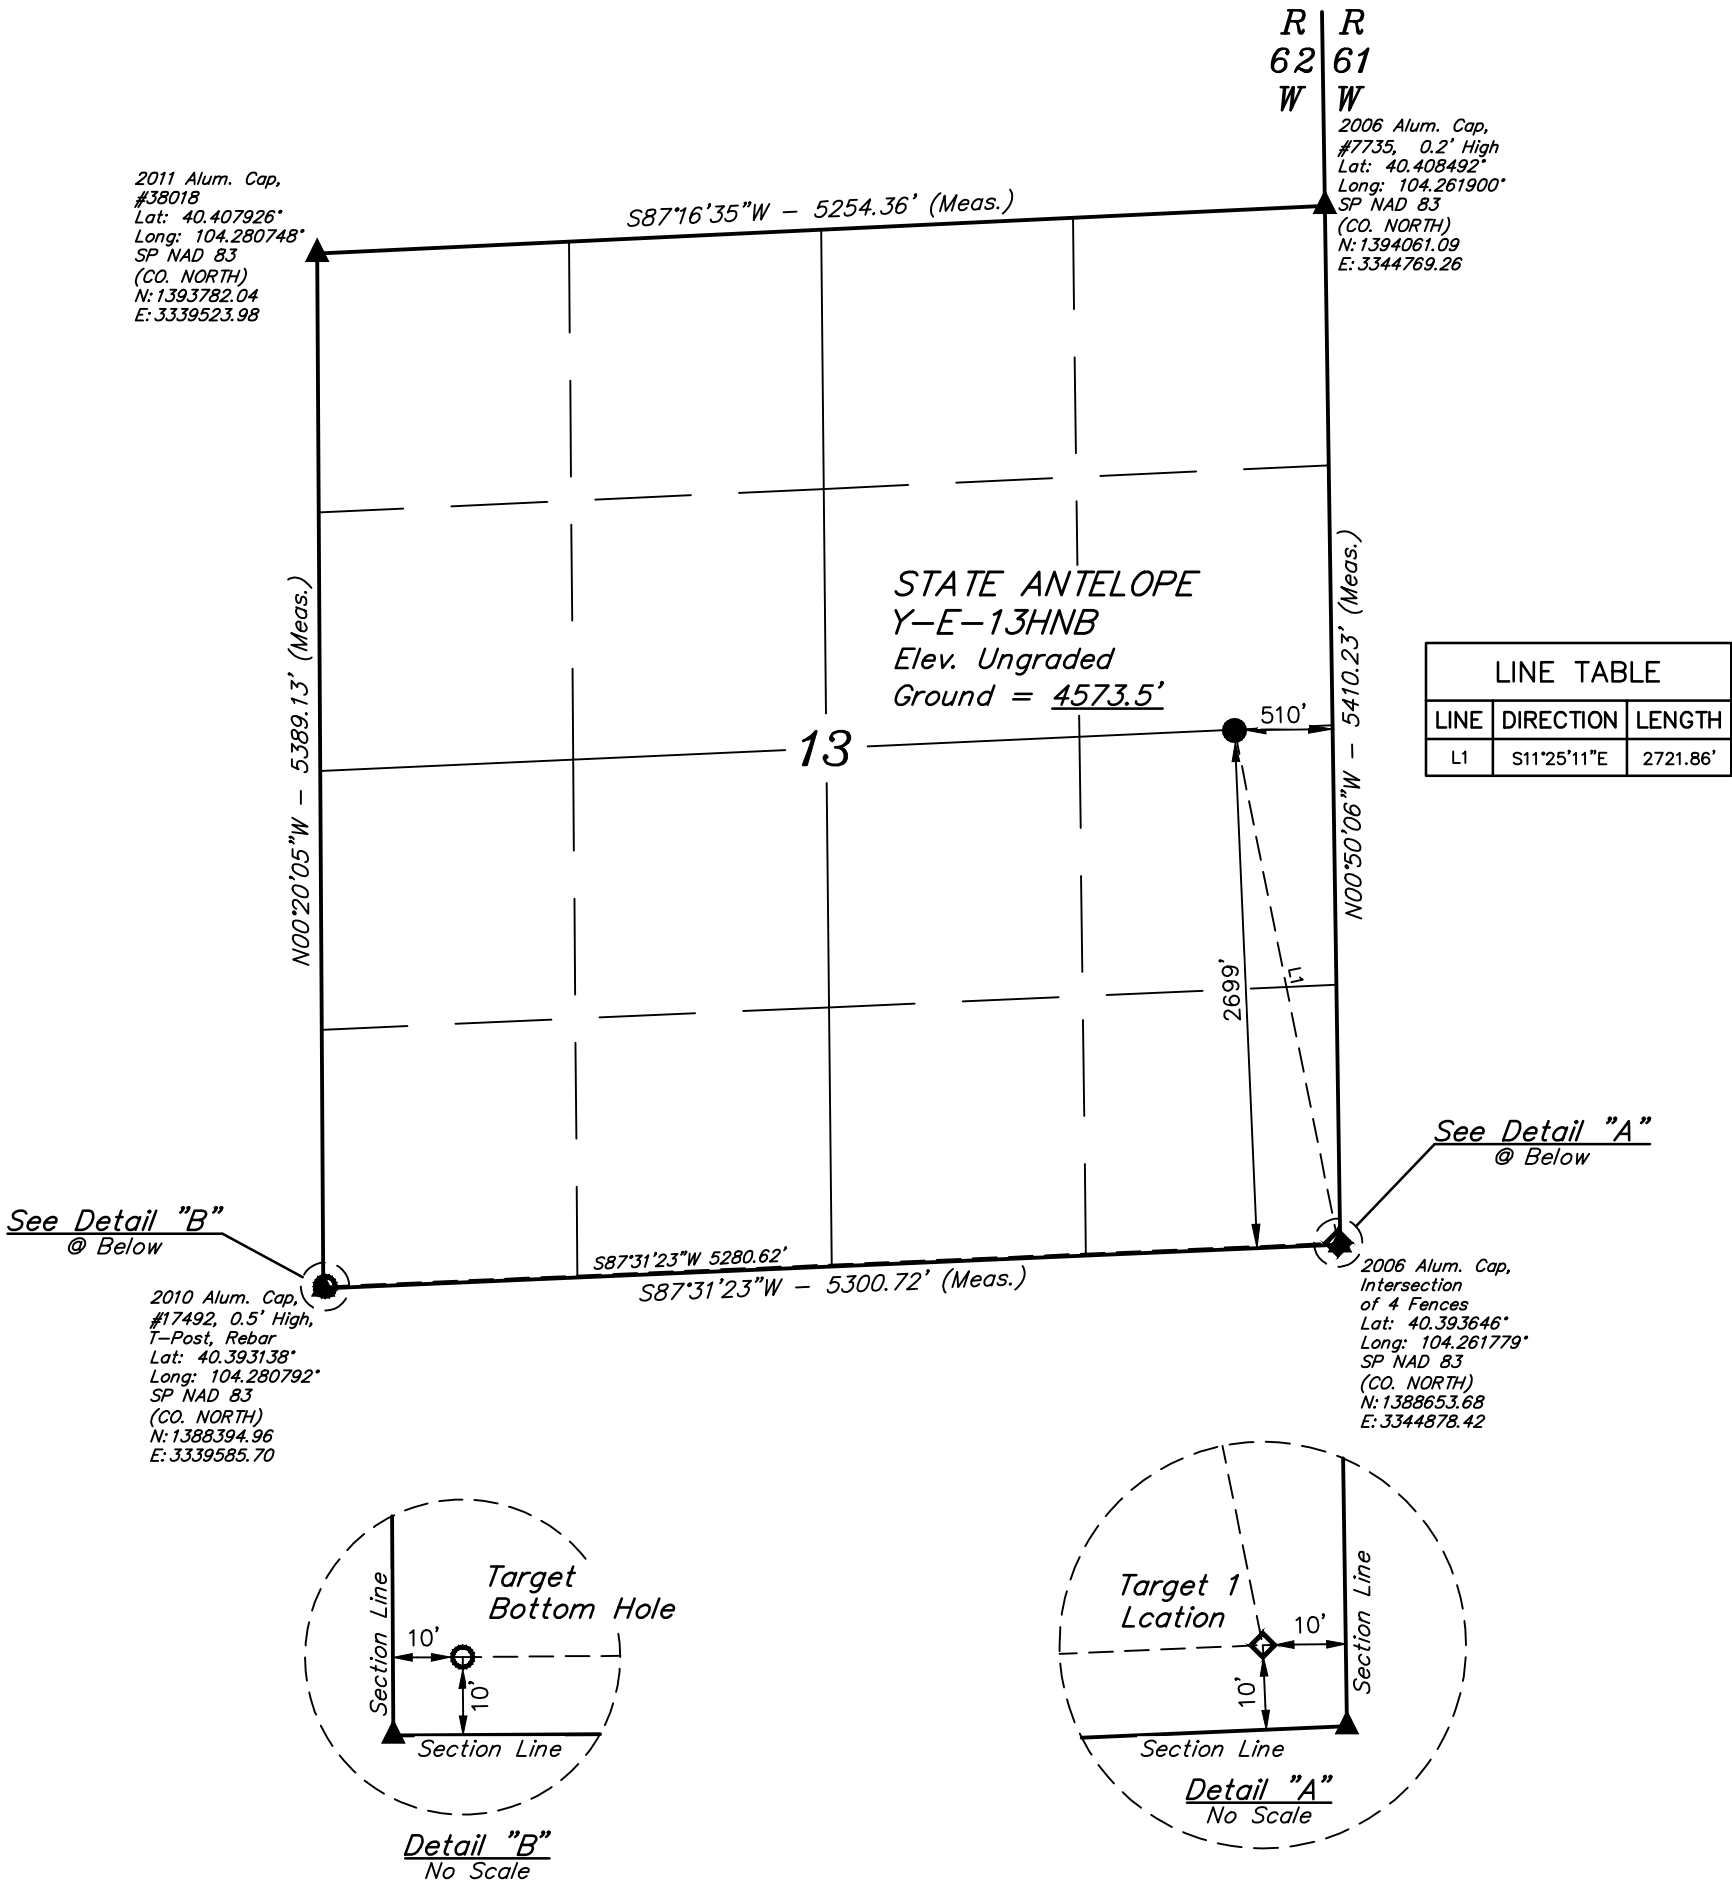 R R
62 61
W W
2006 Alum. Cap,
#7735, 0.2' High
Lat: 40.408492°
Long: 104.261900°
SP NAD 83
(CO. NORTH)
N:1394061.09
E:3344769.26
2011 Alum. Cap,
#38018
Lat: 40.407926°
Long: 104.280748°
SP NAD 83
(CO. NORTH)
N:1393782.04
E:3339523.98
S87°16'35"W - 5254.36' (Meas.)
N00°20'05"W - 5389.13' (Meas.)
STATE ANTELOPE
Y-E-13HNB
Elev. Ungraded
Ground = 4573.5'
13
510'
N00°50'06"W - 5410.23' (Meas.)
LINE TABLE
LINE DIRECTION LENGTH
L1 S11°25'11"E 2721.86'
2699'
L1
See Detail "A"
@ Below
See Detail "B"
@ Below
S87°31'23"W 5280.62'
S87°31'23"W - 5300.72' (Meas.)
2010 Alum. Cap,
#17492, 0.5' High,
T-Post, Rebar
Lat: 40.393138°
Long: 104.280792°
SP NAD 83
(CO. NORTH)
N:1388394.96
E:3339585.70
2006 Alum. Cap,
Intersection
of 4 Fences
Lat: 40.393646°
Long: 104.261779°
SP NAD 83
(CO. NORTH)
N:1388653.68
E:3344878.42
Target
Bottom Hole
10'
10'
Section Line
Section Line
Detail "B"
No Scale
Target 1
Lcation
10'
10'
Section Line
Section Line
Detail "A"
No Scale